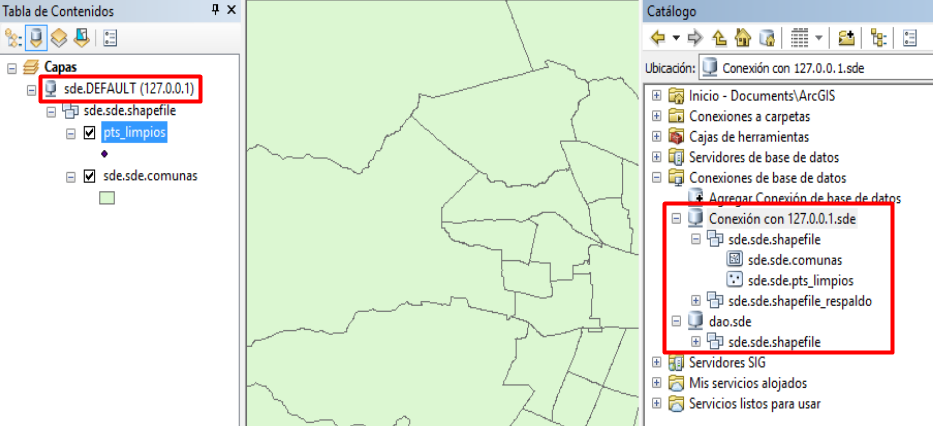 Tabla de Contenidos
Capas
sde.DEFAULT (127.0.0.1)
sde.sde.shapefile
pts_limpios
sde.sde.comunas
Catálogo
Ubicación: Conexión con 127.0.0.1.sde
Inicio - Documents\ArcGIS
Conexiones a carpetas
Cajas de herramientas
Servidores de base de datos
Conexiones de base de datos
Agregar Conexión de base de datos
Conexión con 127.0.0.1.sde
sde.sde.shapefile
sde.sde.comunas
sde.sde.pts_limpios
sde.sde.shapefile_respaldo
dao.sde
sde.sde.shapefile
Servidores SIG
Mis servicios alojados
Servicios listos para usar